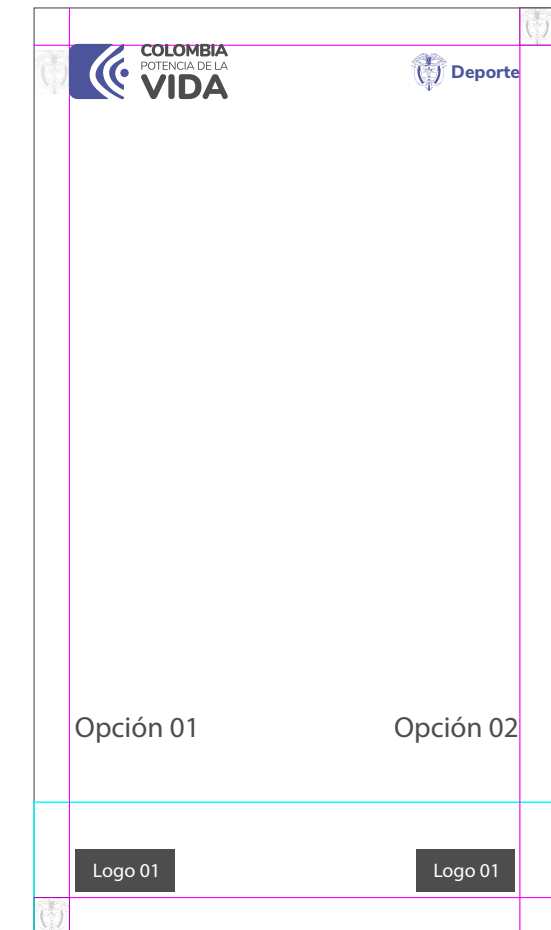 COLOMBIA
POTENCIA DE LA
VIDA
Deporte
Opción 01
Opción 02
Logo 01
Logo 01